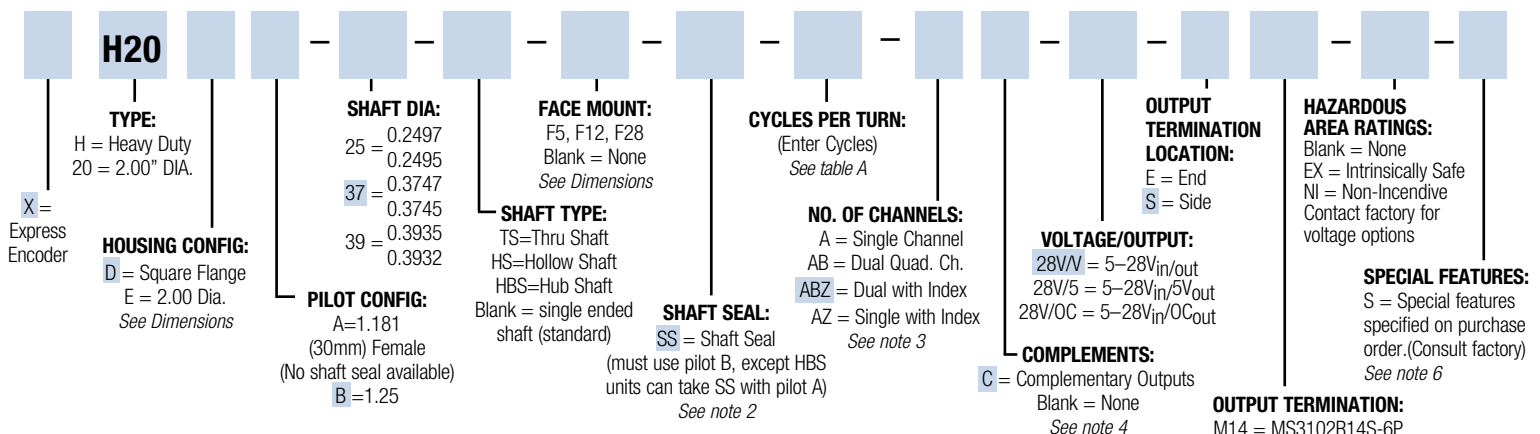 H20
TYPE:
H = Heavy Duty
20 = 2.00" DIA.
X =
Express
Encoder
HOUSING CONFIG:
D = Square Flange
E = 2.00 Dia.
See Dimensions
PILOT CONFIG:
A=1.181
(30mm) Female
(No shaft seal available)
B =1.25
SHAFT DIA:
25 = 0.2497
0.2495
37 = 0.3747
0.3745
39 = 0.3935
0.3932
SHAFT TYPE:
TS=Thru Shaft
HS=Hollow Shaft
HBS=Hub Shaft
Blank = single ended
shaft (standard)
FACE MOUNT:
F5, F12, F28
Blank = None
See Dimensions
SHAFT SEAL:
SS = Shaft Seal
(must use pilot B, except HBS
units can take SS with pilot A)
See note 2
CYCLES PER TURN:
(Enter Cycles)
See table A
NO. OF CHANNELS:
A = Single Channel
AB = Dual Quad. Ch.
ABZ = Dual with Index
AZ = Single with Index
See note 3
COMPLEMENTS:
C = Complementary Outputs
Blank = None
See note 4
VOLTAGE/OUTPUT:
28V/V = 5–28Vin/out
28V/5 = 5–28Vin/5Vout
28V/OC = 5–28Vin/OCout
OUTPUT
TERMINATION
LOCATION:
E = End
S = Side
OUTPUT TERMINATION:
M14 = MS3102R14S-6P
HAZARDOUS
AREA RATINGS:
Blank = None
EX = Intrinsically Safe
NI = Non-Incendive
Contact factory for
voltage options
SPECIAL FEATURES:
S = Special features
specified on purchase
order.(Consult factory)
See note 6